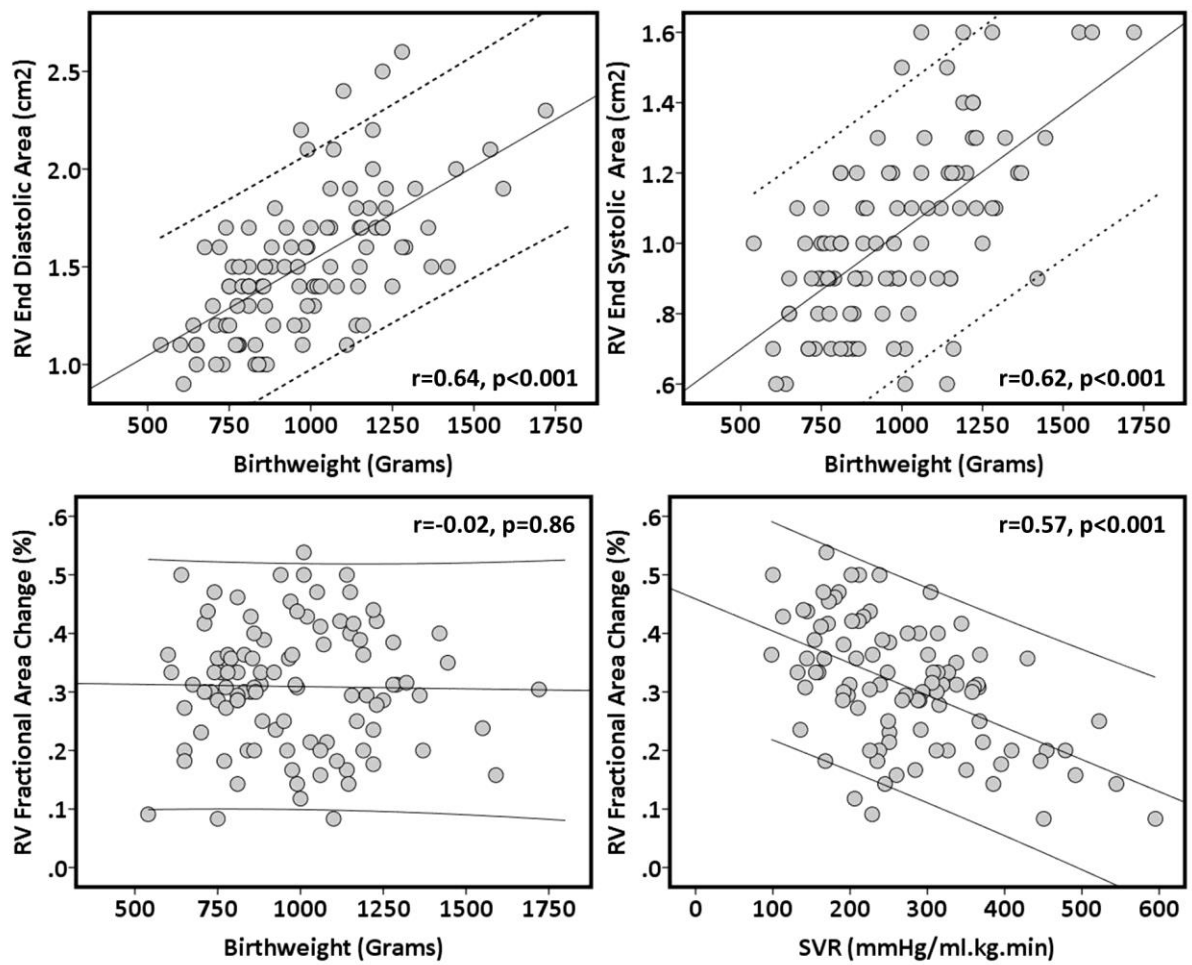 RV End Diastolic Area (cm2)
2.5
2.0
1.5
1.0
r=0.64, p<0.001
500 750 1000 1250 1500 1750
Birthweight (Grams)
RV End Systolic Area (cm2)
1.6
1.4
1.2
1.0
.8
.6
r=0.62, p<0.001
500 750 1000 1250 1500 1750
Birthweight (Grams)
RV Fractional Area Change (%)
.6
.5
.4
.3
.2
.1
.0
r=-0.02, p=0.86
500 750 1000 1250 1500 1750
Birthweight (Grams)
RV Fractional Area Change (%)
.6
.5
.4
.3
.2
.1
.0
r=0.57, p<0.001
0 100 200 300 400 500 600
SVR (mmHg/ml.kg.min)